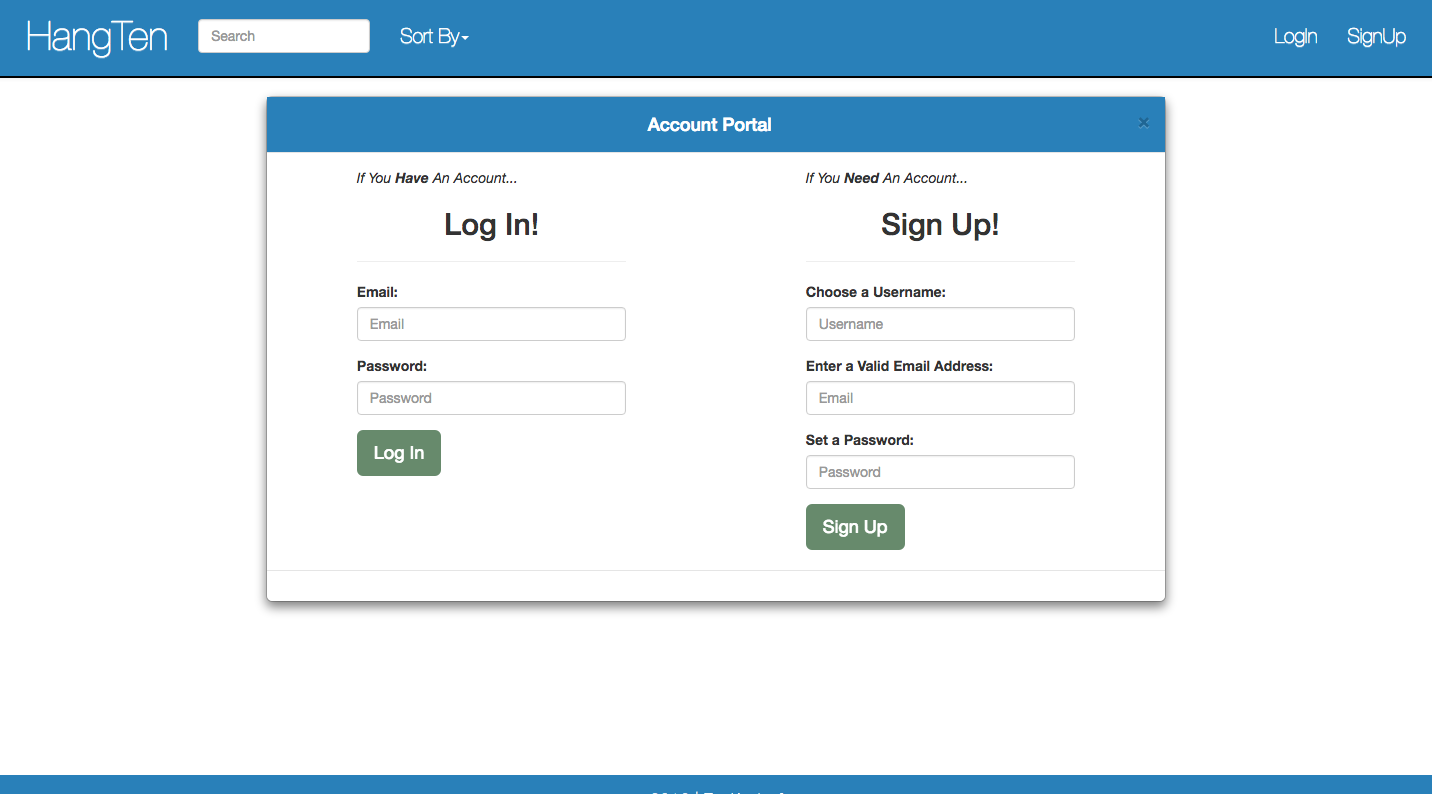 HangTen
Search
Sort By
LogIn
SignUp
Account Portal
×
If You Have An Account...
Log In!
Email:
Email
Password:
Password
Log In
If You Need An Account...
Sign Up!
Choose a Username:
Username
Enter a Valid Email Address:
Email
Set a Password:
Password
Sign Up